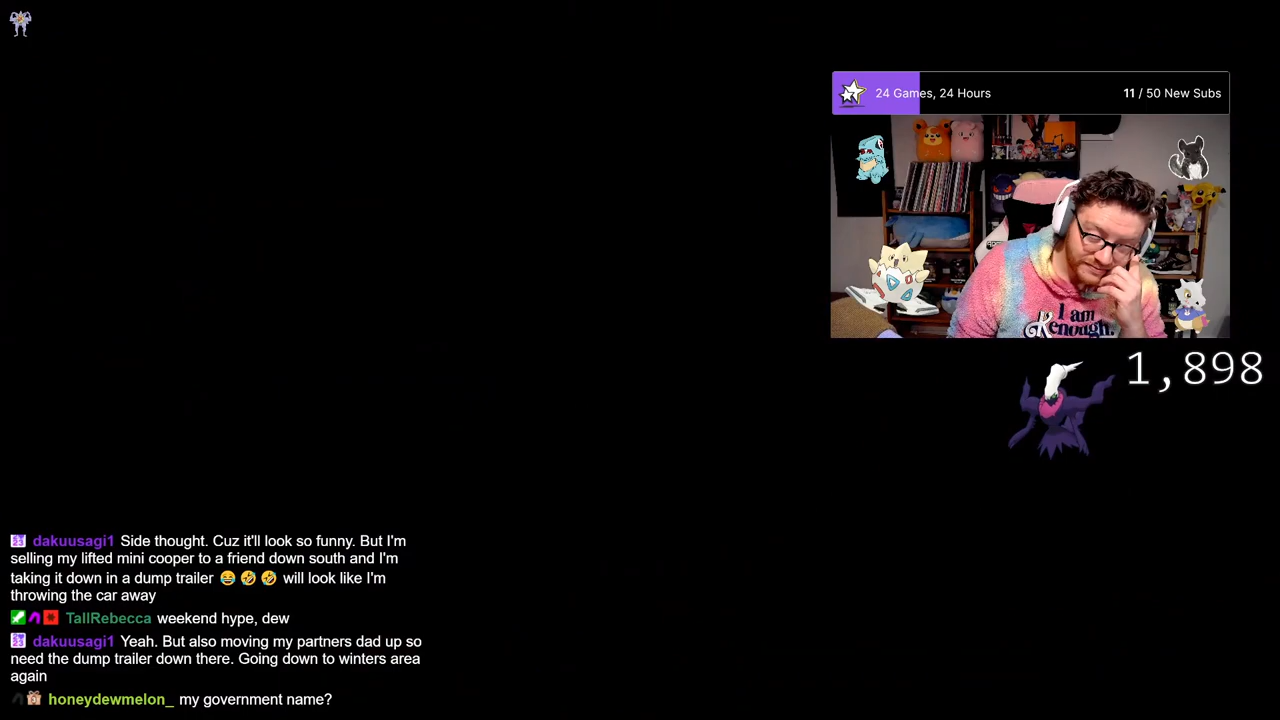 24 Games, 24 Hours 11 / 50 New Subs
I am
Kenough.
1,898
dakuusagi1 Side thought. Cuz it'll look so funny. But I'm
selling my lifted mini cooper to a friend down south and I'm
taking it down in a dump trailer 😂 🤣 🤣 will look like I'm
throwing the car away
TallRebecca weekend hype, dew
dakuusagi1 Yeah. But also moving my partners dad up so
need the dump trailer down there. Going down to winters area
again
honeydewmelon_ my government name?